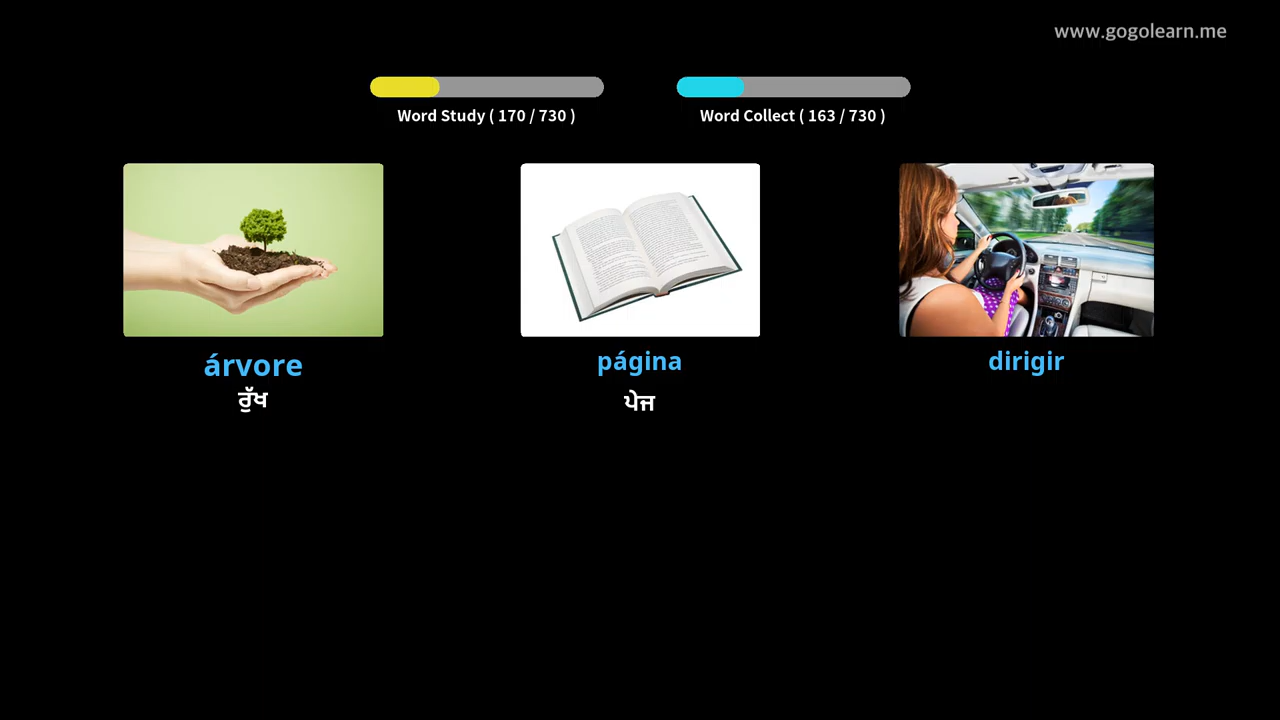 www.gogolearn.me
Word Study ( 170 / 730 )
Word Collect ( 163 / 730 )
árvore
ਰੁੱਖ
página
ਪੇਜ
dirigir